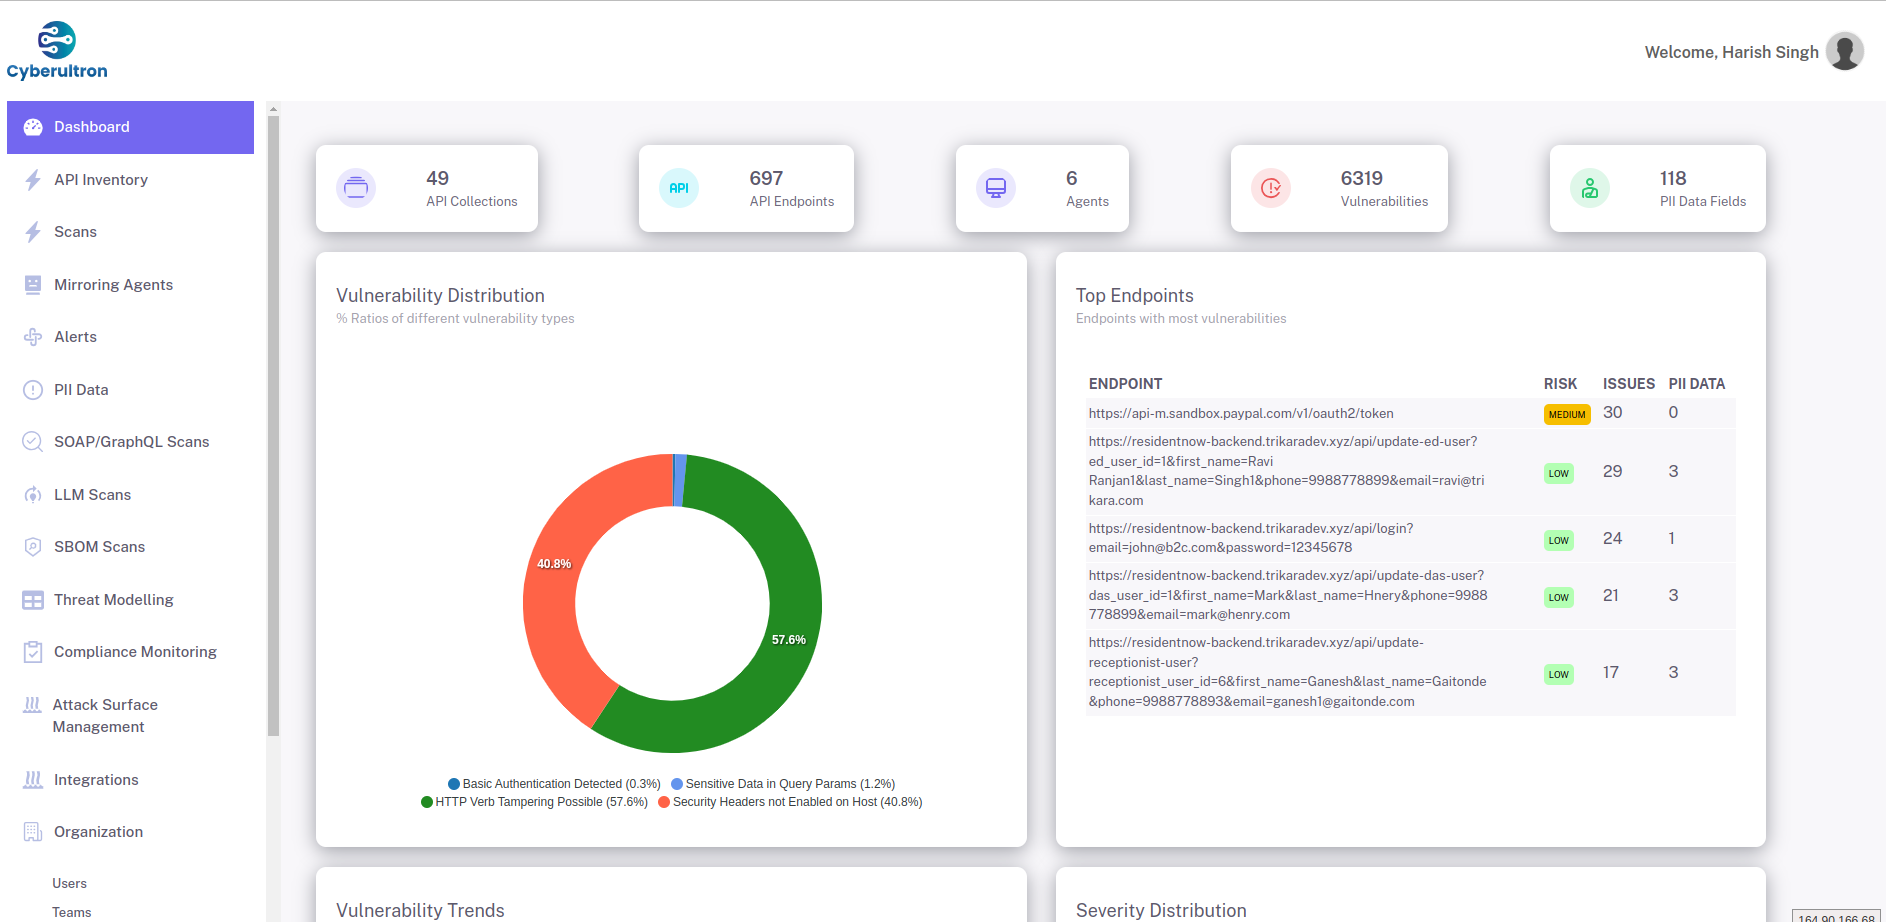 Cyberultron
Welcome, Harish Singh
Dashboard
API Inventory
Scans
Mirroring Agents
Alerts
PII Data
SOAP/GraphQL Scans
LLM Scans
SBOM Scans
Threat Modelling
Compliance Monitoring
Attack Surface
Management
Integrations
Organization
Users
Teams
49
API Collections
API
697
API Endpoints
6
Agents
6319
Vulnerabilities
118
PII Data Fields
Vulnerability Distribution
% Ratios of different vulnerability types
40.8%
57.6%
Basic Authentication Detected (0.3%) Sensitive Data in Query Params (1.2%)
HTTP Verb Tampering Possible (57.6%) Security Headers not Enabled on Host (40.8%)
Top Endpoints
Endpoints with most vulnerabilities
ENDPOINT RISK ISSUES PII DATA
https://api-m.sandbox.paypal.com/v1/oauth2/token MEDIUM 30 0
https://residentnow-backend.trikaradev.xyz/api/update-ed-user?
ed_user_id=1&first_name=Ravi
Ranjan1&last_name=Singh1&phone=9988778899&email=ravi@tri
kara.com
LOW 29 3
https://residentnow-backend.trikaradev.xyz/api/login?
email=john@b2c.com&password=12345678
LOW 24 1
https://residentnow-backend.trikaradev.xyz/api/update-das-user?
das_user_id=1&first_name=Mark&last_name=Hnery&phone=9988
778899&email=mark@henry.com
LOW 21 3
https://residentnow-backend.trikaradev.xyz/api/update-
receptionist-user?
receptionist_user_id=6&first_name=Ganesh&last_name=Gaitonde
&phone=9988778893&email=ganesh1@gaitonde.com
LOW 17 3
Vulnerability Trends
Severity Distribution
164.90.166.68